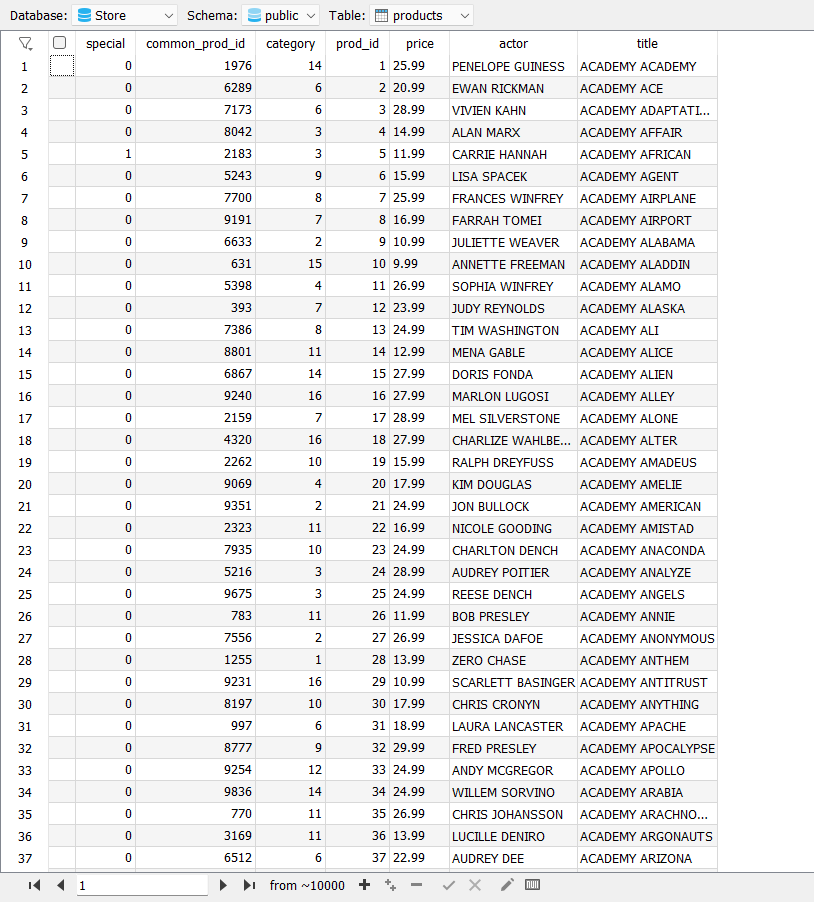 Database: Store Schema: public Table: products
special common_prod_id category prod_id price actor title
1 0 1976 14 1 25.99 PENELOPE GUINESS ACADEMY ACADEMY
2 0 6289 6 2 20.99 EWAN RICKMAN ACADEMY ACE
3 0 7173 6 3 28.99 VIVIEN KAHN ACADEMY ADAPTATI...
4 0 8042 3 4 14.99 ALAN MARX ACADEMY AFFAIR
5 1 2183 3 5 11.99 CARRIE HANNAH ACADEMY AFRICAN
6 0 5243 9 6 15.99 LISA SPACEK ACADEMY AGENT
7 0 7700 8 7 25.99 FRANCES WINFREY ACADEMY AIRPLANE
8 0 9191 7 8 16.99 FARRAH TOMEI ACADEMY AIRPORT
9 0 6633 2 9 10.99 JULIETTE WEAVER ACADEMY ALABAMA
10 0 631 15 10 9.99 ANNETTE FREEMAN ACADEMY ALADDIN
11 0 5398 4 11 26.99 SOPHIA WINFREY ACADEMY ALAMO
12 0 393 7 12 23.99 JUDY REYNOLDS ACADEMY ALASKA
13 0 7386 8 13 24.99 TIM WASHINGTON ACADEMY ALI
14 0 8801 11 14 12.99 MENA GABLE ACADEMY ALICE
15 0 6867 14 15 27.99 DORIS FONDA ACADEMY ALIEN
16 0 9240 16 16 27.99 MARLON LUGOSI ACADEMY ALLEY
17 0 2159 7 17 28.99 MEL SILVERSTONE ACADEMY ALONE
18 0 4320 16 18 27.99 CHARLIZE WAHLBE... ACADEMY ALTER
19 0 2262 10 19 15.99 RALPH DREYFUSS ACADEMY AMADEUS
20 0 9069 4 20 17.99 KIM DOUGLAS ACADEMY AMELIE
21 0 9351 2 21 24.99 JON BULLOCK ACADEMY AMERICAN
22 0 2323 11 22 16.99 NICOLE GOODING ACADEMY AMISTAD
23 0 7935 10 23 24.99 CHARLTON DENCH ACADEMY ANACONDA
24 0 5216 3 24 28.99 AUDREY POITIER ACADEMY ANALYZE
25 0 9675 3 25 24.99 REESE DENCH ACADEMY ANGELS
26 0 783 11 26 11.99 BOB PRESLEY ACADEMY ANNIE
27 0 7556 2 27 26.99 JESSICA DAFOE ACADEMY ANONYMOUS
28 0 1255 1 28 13.99 ZERO CHASE ACADEMY ANTHEM
29 0 9231 16 29 10.99 SCARLETT BASINGER ACADEMY ANTITRUST
30 0 8197 10 30 17.99 CHRIS CRONYN ACADEMY ANYTHING
31 0 997 6 31 18.99 LAURA LANCASTER ACADEMY APACHE
32 0 8777 9 32 29.99 FRED PRESLEY ACADEMY APOCALYPSE
33 0 9254 12 33 24.99 ANDY MCGREGOR ACADEMY APOLLO
34 0 9836 14 34 24.99 WILLEM SORVINO ACADEMY ARABIA
35 0 770 11 35 26.99 CHRIS JOHANSSON ACADEMY ARACHNO...
36 0 3169 11 36 13.99 LUCILLE DENIRO ACADEMY ARGONAUTS
37 0 6512 6 37 22.99 AUDREY DEE ACADEMY ARIZONA
1 from ~10000